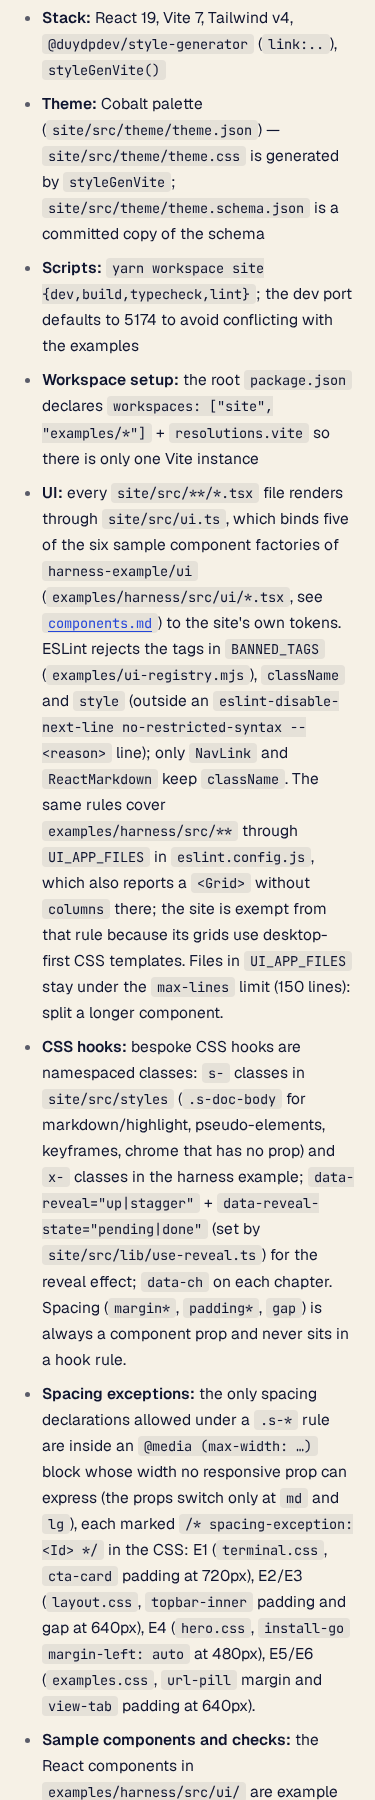 Stack: React 19, Vite 7, Tailwind v4,
@duydpdev/style-generator (link:..),
styleGenVite()
Theme: Cobalt palette
(site/src/theme/theme.json) —
site/src/theme/theme.css is generated
by styleGenVite;
site/src/theme/theme.schema.json is a
committed copy of the schema
Scripts: yarn workspace site
{dev,build,typecheck,lint}; the dev port
defaults to 5174 to avoid conflicting with
the examples
Workspace setup: the root package.json
declares workspaces: ["site",
"examples/*"] + resolutions.vite so
there is only one Vite instance
UI: every site/src/**/*.tsx file renders
through site/src/ui.ts, which binds five
of the six sample component factories of
harness-example/ui
(examples/harness/src/ui/*.tsx, see
components.md) to the site's own tokens.
ESLint rejects the tags in BANNED_TAGS
(examples/ui-registry.mjs), className
and style (outside an eslint-disable-
next-line no-restricted-syntax --
<reason> line); only NavLink and
ReactMarkdown keep className. The
same rules cover
examples/harness/src/** through
UI_APP_FILES in eslint.config.js,
which also reports a <Grid> without
columns there; the site is exempt from
that rule because its grids use desktop-
first CSS templates. Files in UI_APP_FILES
stay under the max-lines limit (150 lines):
split a longer component.
CSS hooks: bespoke CSS hooks are
namespaced classes: s- classes in
site/src/styles (.s-doc-body for
markdown/highlight, pseudo-elements,
keyframes, chrome that has no prop) and
x- classes in the harness example; data-
reveal="up|stagger" + data-reveal-
state="pending|done" (set by
site/src/lib/use-reveal.ts) for the
reveal effect; data-ch on each chapter.
Spacing (margin*, padding*, gap) is
always a component prop and never sits in
a hook rule.
Spacing exceptions: the only spacing
declarations allowed under a .s-* rule
are inside an @media (max-width: …)
block whose width no responsive prop can
express (the props switch only at md and
lg), each marked /* spacing-exception:
<Id> */ in the CSS: E1 (terminal.css,
cta-card padding at 720px), E2/E3
(layout.css, topbar-inner padding and
gap at 640px), E4 (hero.css, install-go
margin-left: auto at 480px), E5/E6
(examples.css, url-pill margin and
view-tab padding at 640px).
Sample components and checks: the
React components in
examples/harness/src/ui/ are example